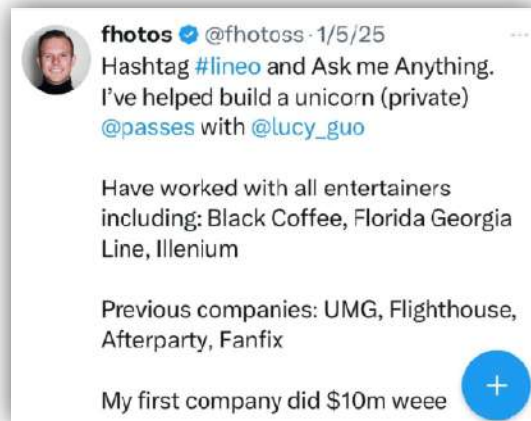 fhotos @fhotoss · 1/5/25 ...
Hashtag #lineo and Ask me Anything.
I've helped build a unicorn (private)
@passes with @lucy_guo
Have worked with all entertainers
including: Black Coffee, Florida Georgia
Line, Illenium
Previous companies: UMG, Flighthouse,
Afterparty, Fanfix
My first company did $10m weee
+